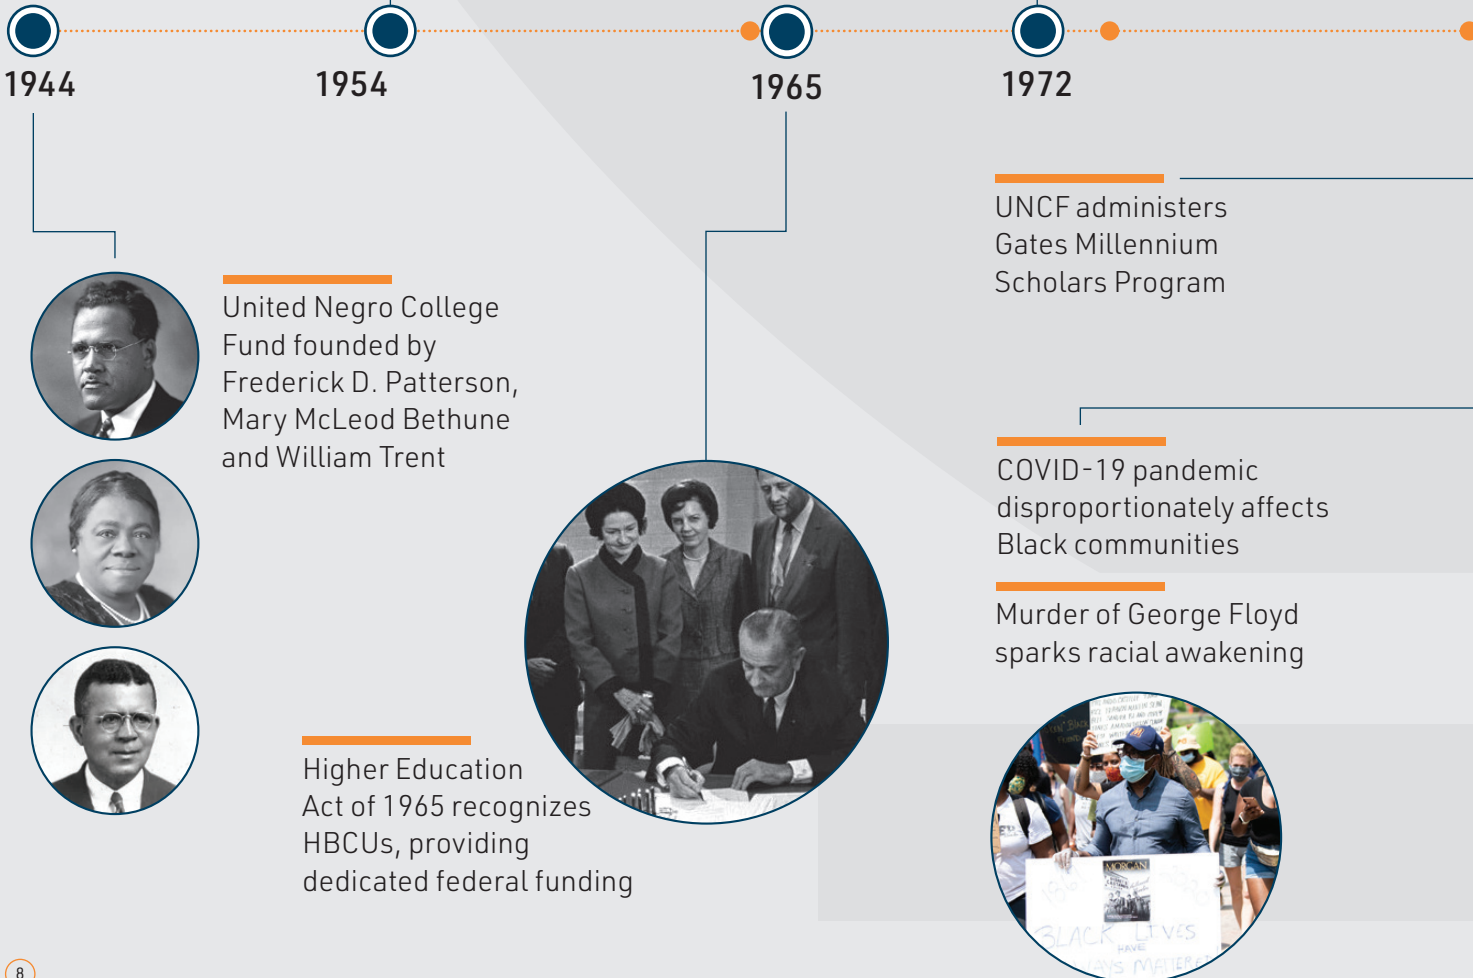 1944
1954
1965
1972
United Negro College
Fund founded by
Frederick D. Patterson,
Mary McLeod Bethune
and William Trent
Higher Education
Act of 1965 recognizes
HBCUs, providing
dedicated federal funding
UNCF administers
Gates Millennium
Scholars Program
COVID-19 pandemic
disproportionately affects
Black communities
Murder of George Floyd
sparks racial awakening
MORGAN
BLACK LIVES
HAVE
8